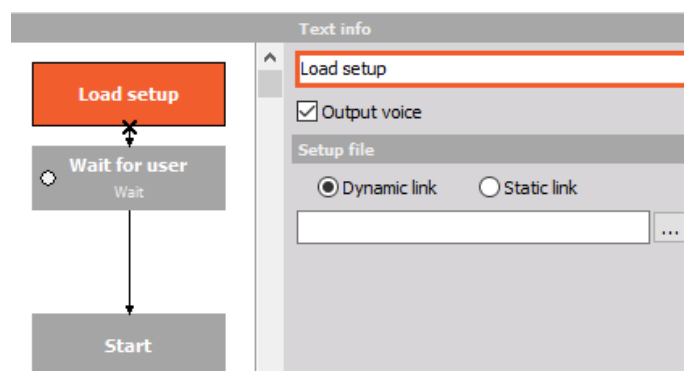 Text info
Load setup
Load setup
Output voice
Wait for user
Wait
Setup file
Dynamic link Static link
...
Start